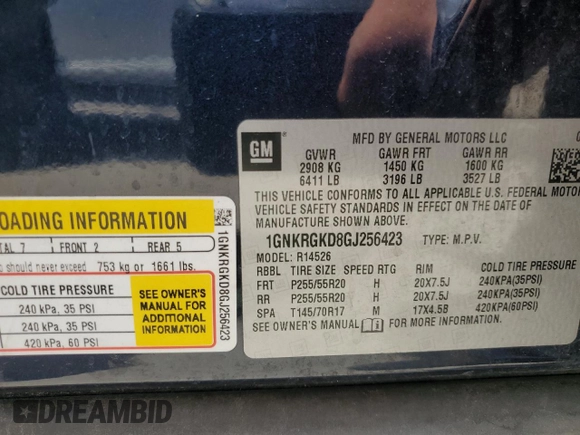 GM
MFD BY GENERAL MOTORS LLC
GVWR GAWR FRT GAWR RR
2908 KG 1450 KG 1600 KG
6411 LB 3196 LB 3527 LB
THIS VEHICLE CONFORMS TO ALL APPLICABLE U.S. FEDERAL MOTOR
VEHICLE SAFETY STANDARDS IN EFFECT ON THE DATE OF
MANUFACTURE SHOWN ABOVE.
1GNKRGKD8GJ256423 TYPE: M.P.V.
MODEL: R14526
RBBL TIRE SIZE SPEED RTG RIM COLD TIRE PRESSURE
FRT P255/55R20 H 20X7.5J 240KPA(35PSI)
RR P255/55R20 H 20X7.5J 240KPA(35PSI)
SPA T145/70R17 M 17X4.5B 420KPA(60PSI)
SEE OWNER'S MANUAL FOR MORE INFORMATION.
OADING INFORMATION
TAL 7 FRONT 2 REAR 5
should never exceed 753 kg or 1661 lbs.
COLD TIRE PRESSURE
240 kPa, 35 PSI
240 kPa, 35 PSI
420 kPa, 60 PSI
SEE OWNER'S
MANUAL FOR
ADDITIONAL
INFORMATION
1GNKRGKD8GJ256423
DREAMBID